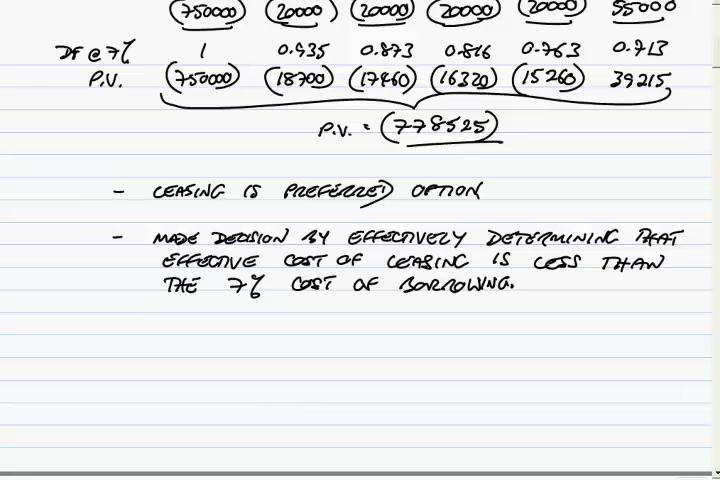 (750000) (20000) (20000) (20000) (20000) 55000
DF @ 7% 1 0.935 0.873 0.816 0.763 0.713
P.V. (750000) (18700) (17460) (16320) (15260) 39215
P.V. = (778525)
- LEASING IS PREFERRED OPTION
- MADE DECISION BY EFFECTIVELY DETERMINING THAT
EFFECTIVE COST OF LEASING IS LESS THAN
THE 7% COST OF BORROWING.